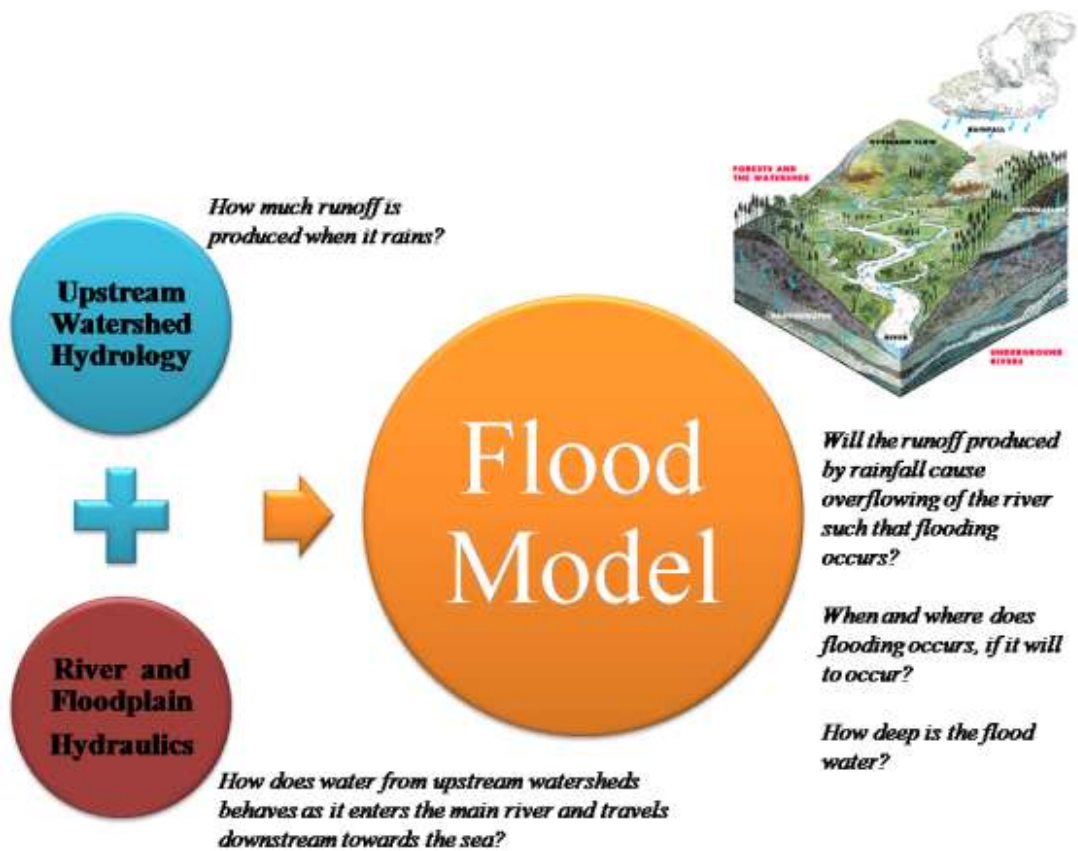 How much runoff is
produced when it rains?
Upstream
Watershed
Hydrology
River and
Floodplain
Hydraulics
How does water from upstream watersheds
behaves as it enters the main river and travels
downstream towards the sea?
Flood
Model
RAINFALL
FORESTS AND
THE WATERSHED
RIVER
UNDERGROUND
RIVERS
Will the runoff produced
by rainfall cause
overflowing of the river
such that flooding
occurs?
When and where does
flooding occurs, if it will
to occur?
How deep is the flood
water?